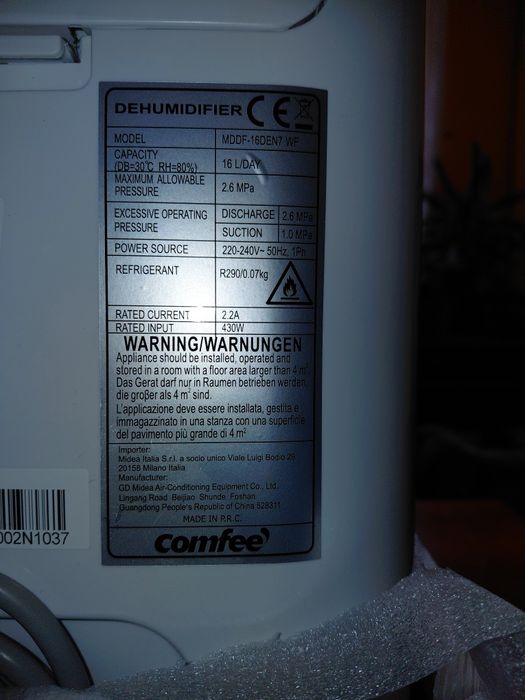 DEHUMIDIFIER CE
MODEL MDDF-16DEN7 WF
CAPACITY
(DB=30℃ RH=80%) 16 L/DAY
MAXIMUM ALLOWABLE
PRESSURE 2.6 MPa
EXCESSIVE OPERATING
PRESSURE
DISCHARGE 2.6 MPa
SUCTION 1.0 MPa
POWER SOURCE 220-240V~ 50Hz, 1Ph
REFRIGERANT R290/0.07kg
RATED CURRENT 2.2A
RATED INPUT 430W
WARNING/WARNUNGEN
Appliance should be installed, operated and
stored in a room with a floor area larger than 4 m².
Das Gerat darf nur in Raumen betrieben werden,
die großer als 4 m² sind.
L'applicazione deve essere installata, gestita e
immagazzinato in una stanza con una superficie
del pavimento più grande di 4 m²
Importer:
Midea Italia S.r.l. a socio unico Viale Luigi Bodio 29
20158 Milano Italia
Manufacturer:
GD Midea Air-Conditioning Equipment Co., Ltd.
Lingang Road Beijiao Shunde Foshan
Guangdong People's Republic of China 528311
MADE IN P.R.C.
comfee'
002N1037